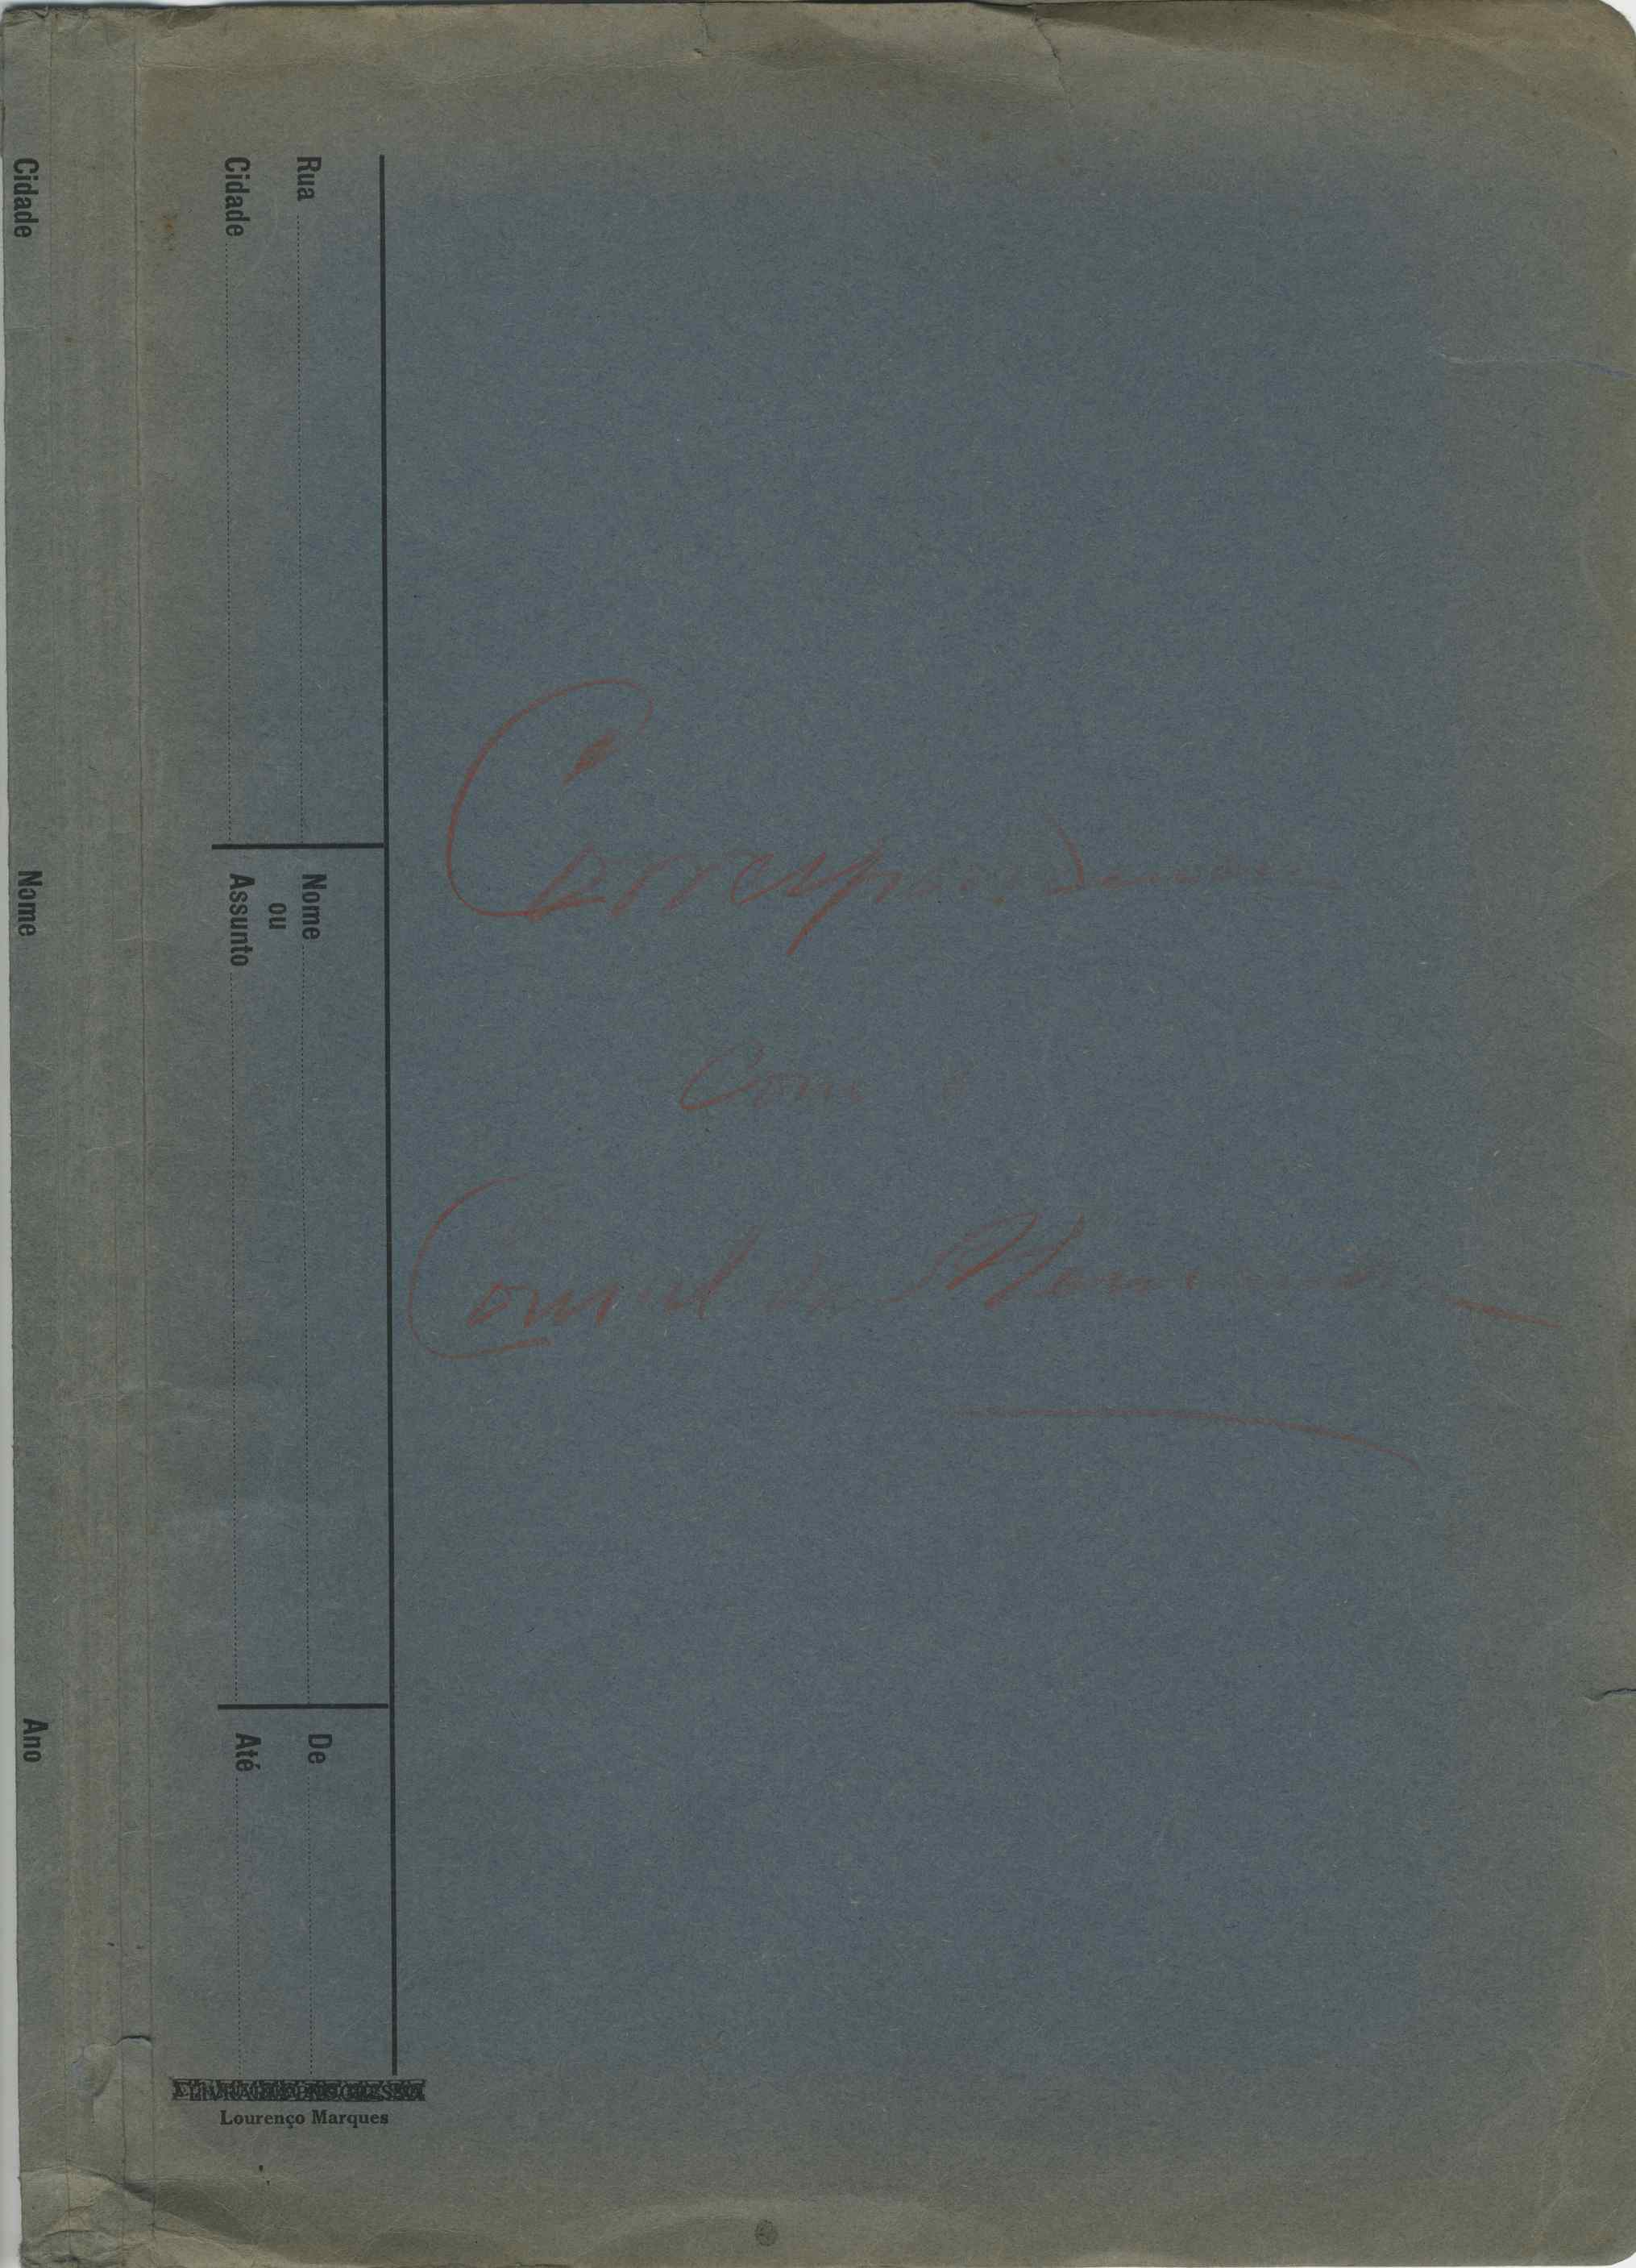 Cidade
Nome
Ano
Rua
Cidade
Nome
ou
Assunto
De
Até
Lourenço Marques
Correspondencia
Com o